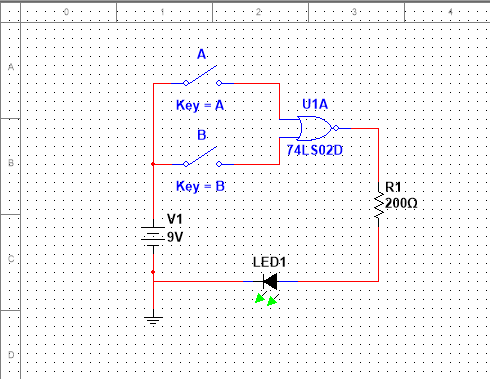 0 1 2 3 4
A
A
Key = A
U1A
B
74LS02D
B
Key = B
R1
200Ω
V1
9V
C
LED1
D